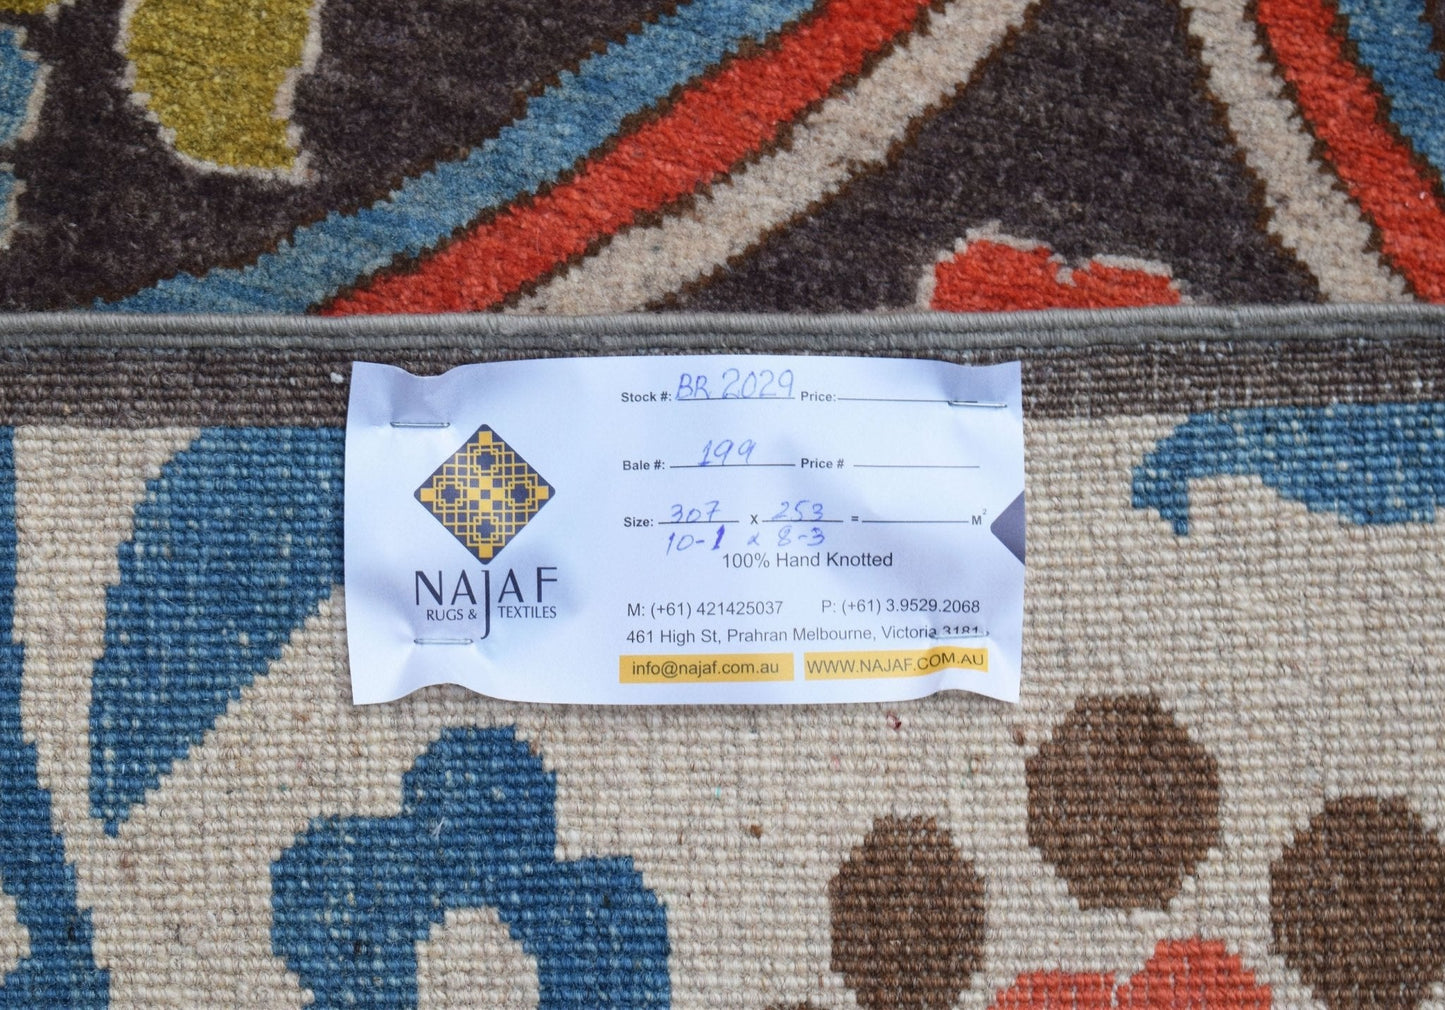 NAJAF
RUGS & TEXTILES
Stock #: BR 2029 Price:
Bale #: 199 Price #
Size: 307 X 253 = M²
10-1 x 8-3
100% Hand Knotted
M: (+61) 421425037 P: (+61) 3.9529.2068
461 High St, Prahran Melbourne, Victoria 3181
info@najaf.com.au WWW.NAJAF.COM.AU